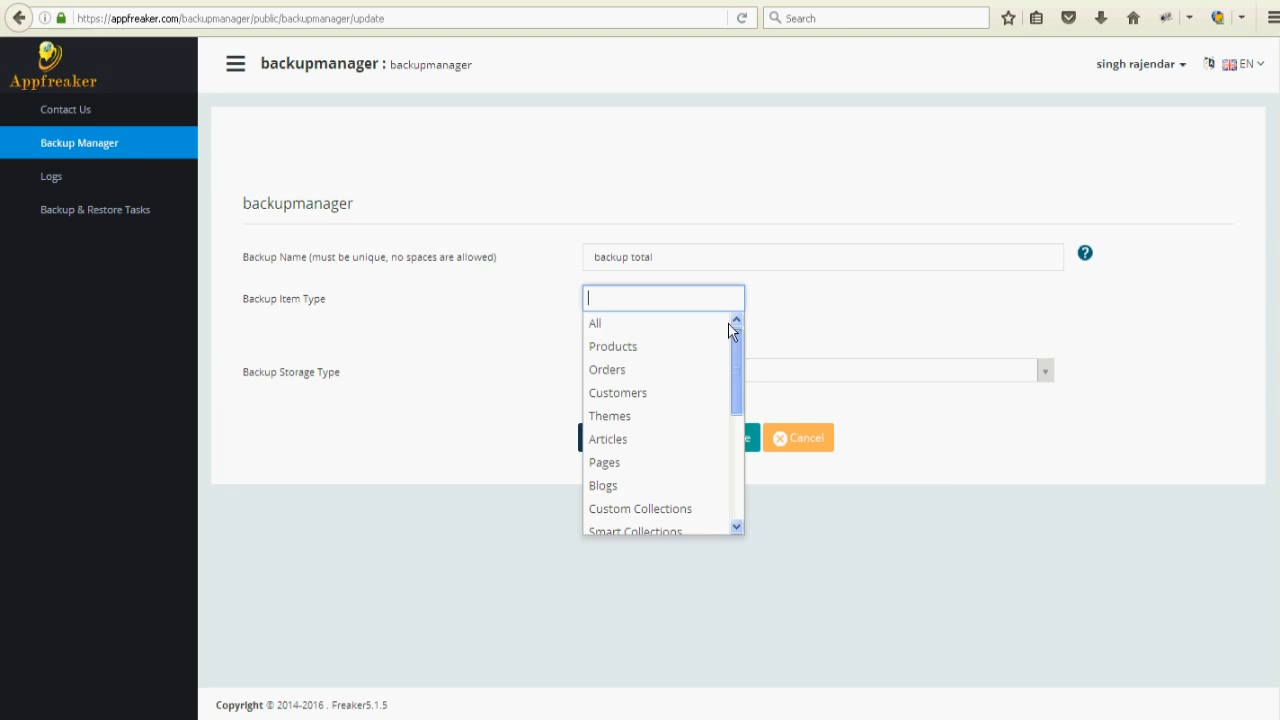 https://appfreaker.com/backupmanager/public/backupmanager/update
Search
Appfreaker
backupmanager : backupmanager
singh rajendar
EN
Contact Us
Backup Manager
Logs
Backup & Restore Tasks
backupmanager
Backup Name (must be unique, no spaces are allowed)
backup total
?
Backup Item Type
All
Products
Orders
Customers
Themes
Articles
Pages
Blogs
Custom Collections
Smart Collections
Backup Storage Type
e
Cancel
Copyright © 2014-2016 . Freaker5.1.5